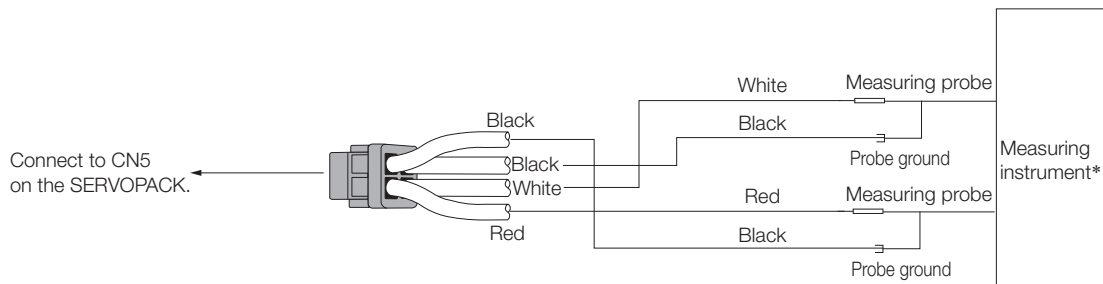 White
Measuring probe
Black
Black
Probe ground
Connect to CN5
on the SERVOPACK.
Black
White
Measuring
instrument*
Red
Measuring probe
Red
Black
Probe ground